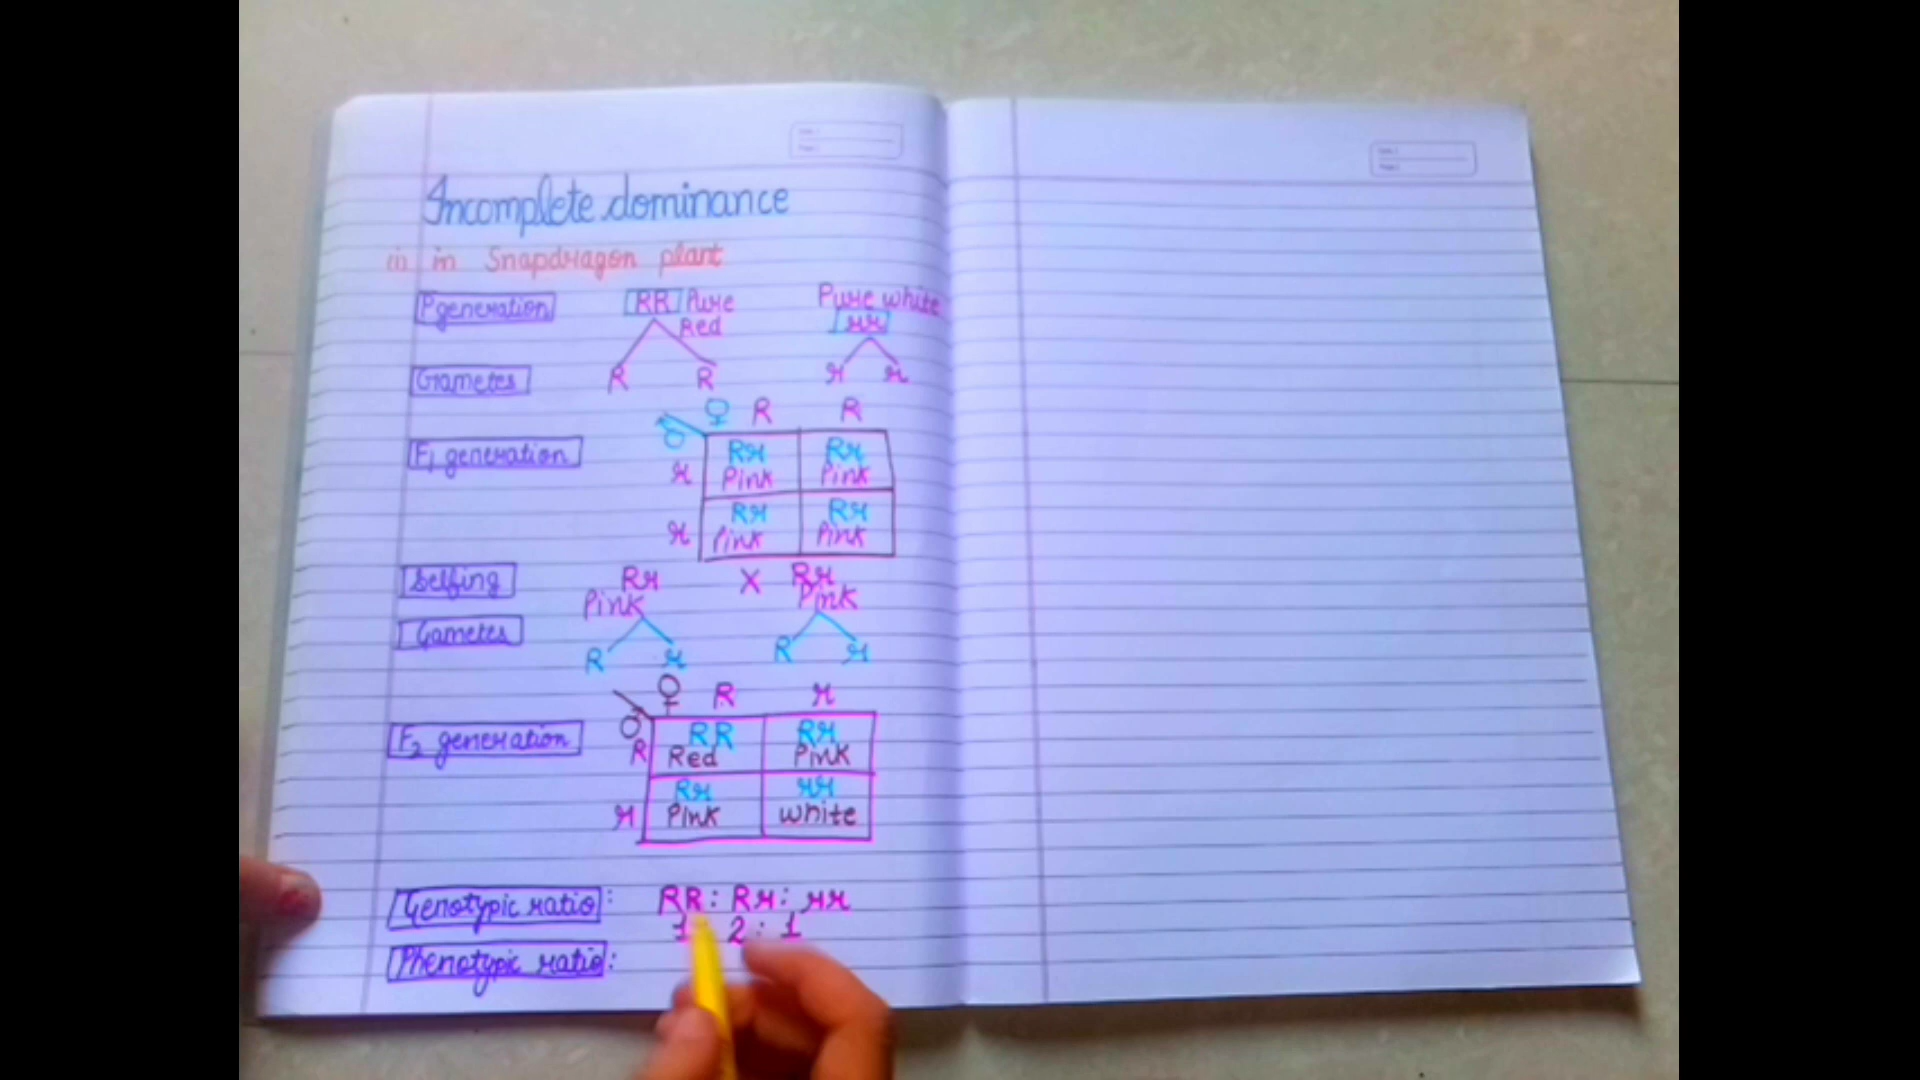 Incomplete dominance
(i) in Snapdragon plant
P generation RR Pure Red Pure white rr
Gametes R R r r
♀ R R
♂
F1 generation r Rr Pink Rr Pink
r Rr Pink Rr Pink
Selfing Rr Pink X Rr Pink
Gametes R r R r
♀ R r
♂
F2 generation R RR Red Rr Pink
r Rr Pink rr white
Genotypic ratio: RR: Rr: rr
1 2: 1
Phenotypic ratio: